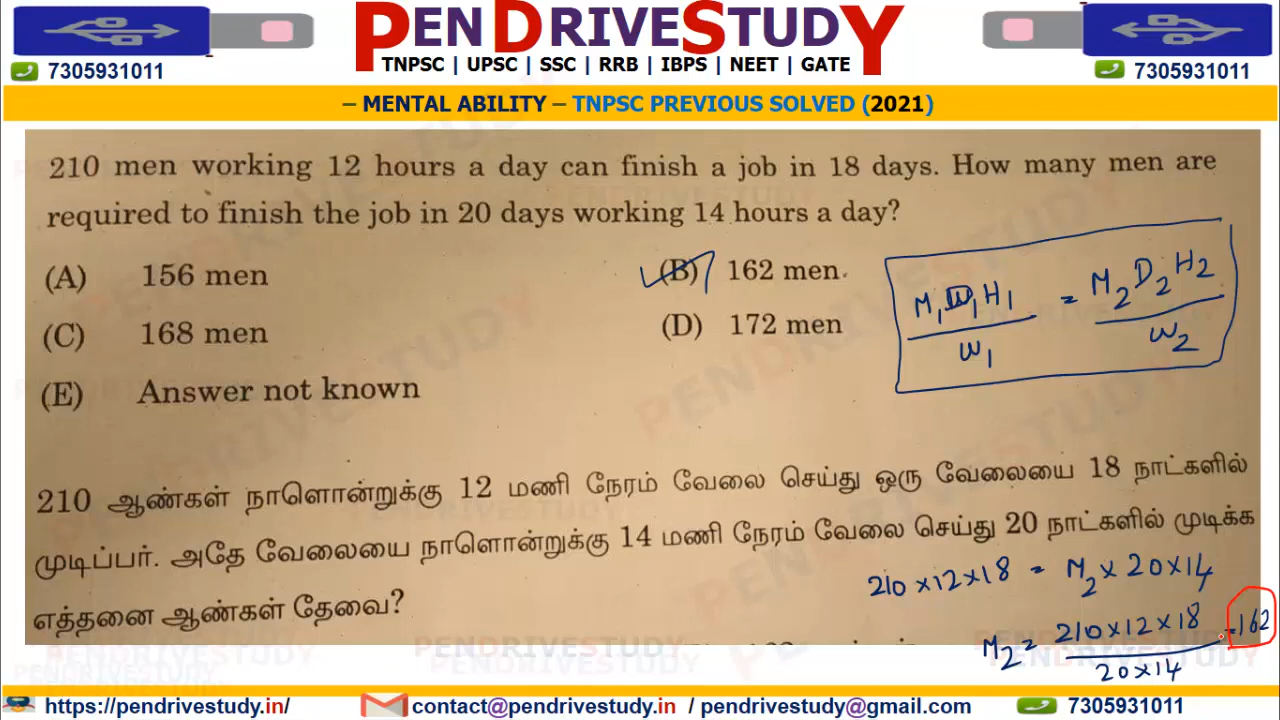 PENDRIVESTUDY
TNPSC | UPSC | SSC | RRB | IBPS | NEET | GATE
7305931011
7305931011
– MENTAL ABILITY – TNPSC PREVIOUS SOLVED (2021)
210 men working 12 hours a day can finish a job in 18 days. How many men are
required to finish the job in 20 days working 14 hours a day?
(A) 156 men
(B) 162 men
(C) 168 men
(D) 172 men
(E) Answer not known
M₁D₁H₁ = M₂D₂H₂
W₁ W₂
210 ஆண்கள் நாளொன்றுக்கு 12 மணி நேரம் வேலை செய்து ஒரு வேலையை 18 நாட்களில்
முடிப்பர். அதே வேலையை நாளொன்றுக்கு 14 மணி நேரம் வேலை செய்து 20 நாட்களில் முடிக்க
எத்தனை ஆண்கள் தேவை?
210 × 12 × 18 = M₂ × 20 × 14
M₂ = 210 × 12 × 18 = 162
20 × 14
https://pendrivestudy.in/
contact@pendrivestudy.in / pendrivestudy@gmail.com
7305931011